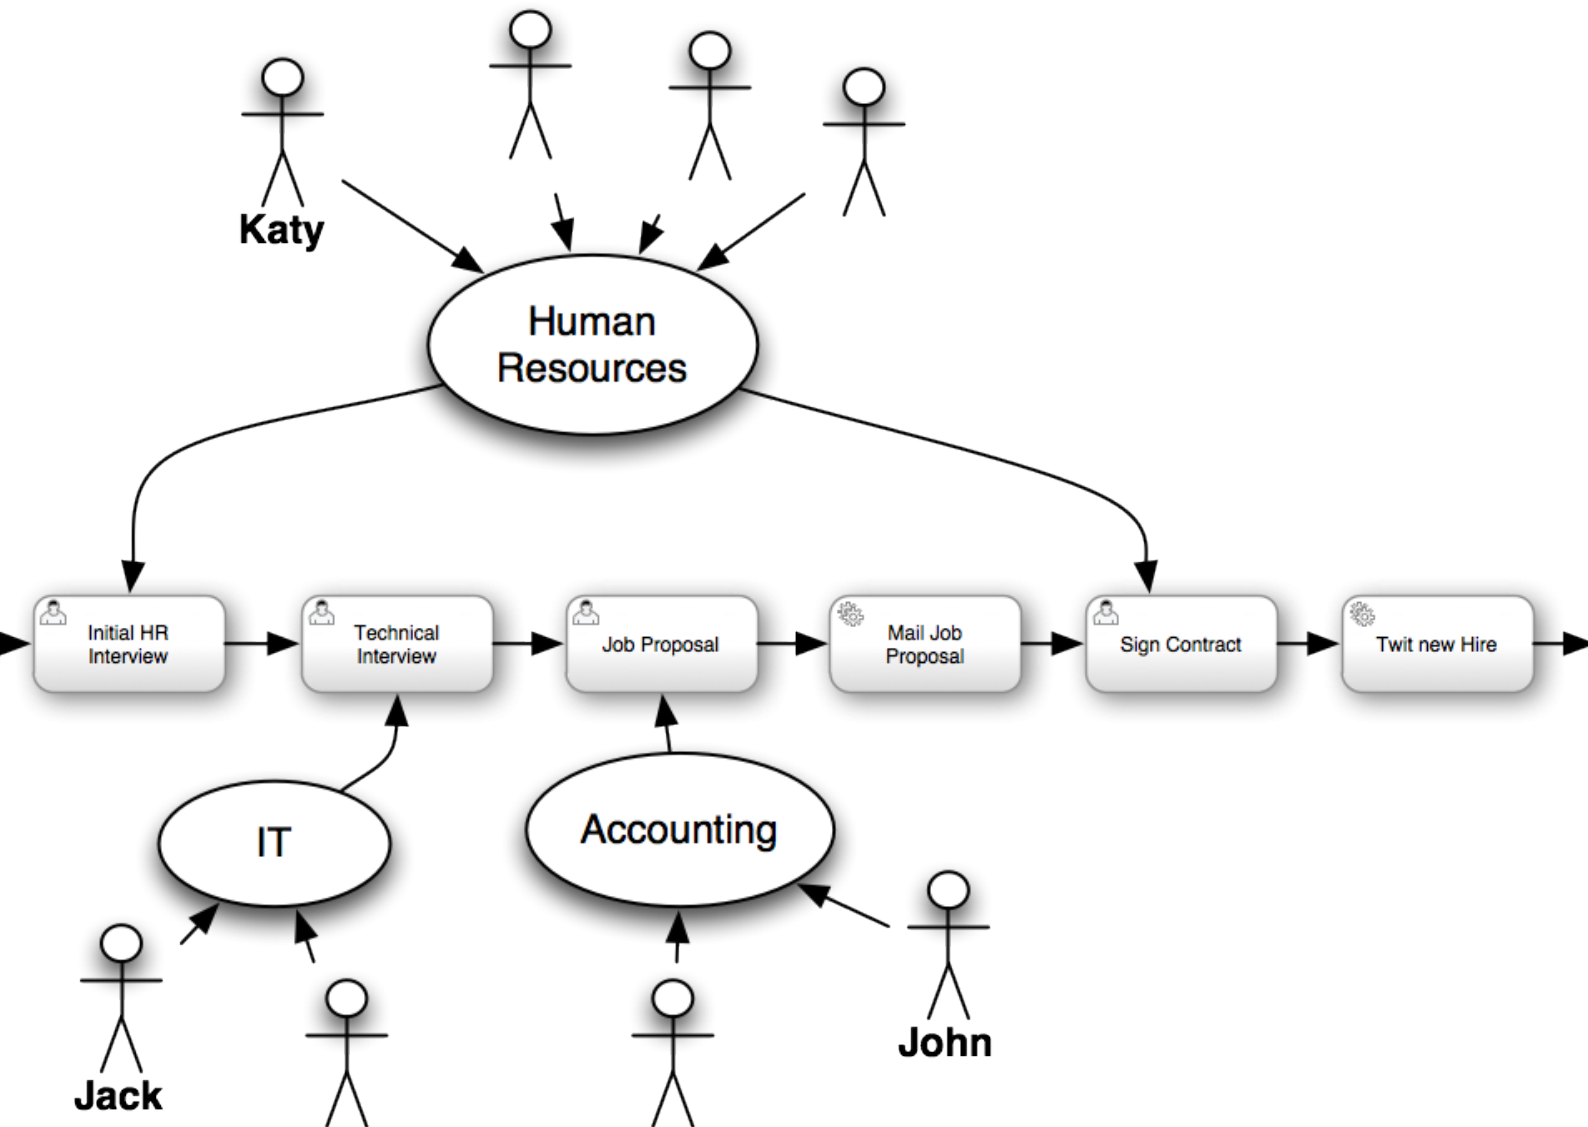 Katy
Human
Resources
Initial HR
Interview
Technical
Interview
Job Proposal
Mail Job
Proposal
Sign Contract
Twit new Hire
IT
Accounting
Jack
John